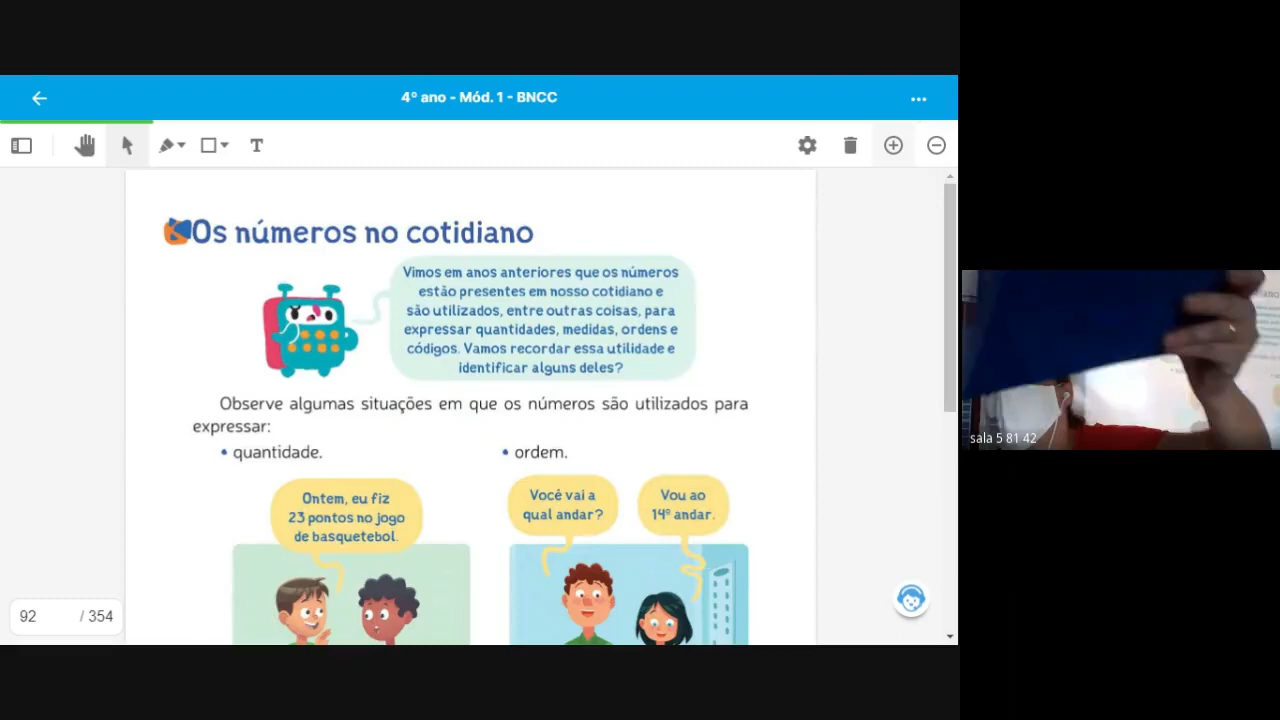 4º ano - Mód. 1 - BNCC
T
Os números no cotidiano
Vimos em anos anteriores que os números
estão presentes em nosso cotidiano e
são utilizados, entre outras coisas, para
expressar quantidades, medidas, ordens e
códigos. Vamos recordar essa utilidade e
identificar alguns deles?
Observe algumas situações em que os números são utilizados para
expressar:
• quantidade.
• ordem.
Ontem, eu fiz
23 pontos no jogo
de basquetebol.
Você vai a
qual andar?
Vou ao
14º andar.
92 / 354
sala 5 81 42